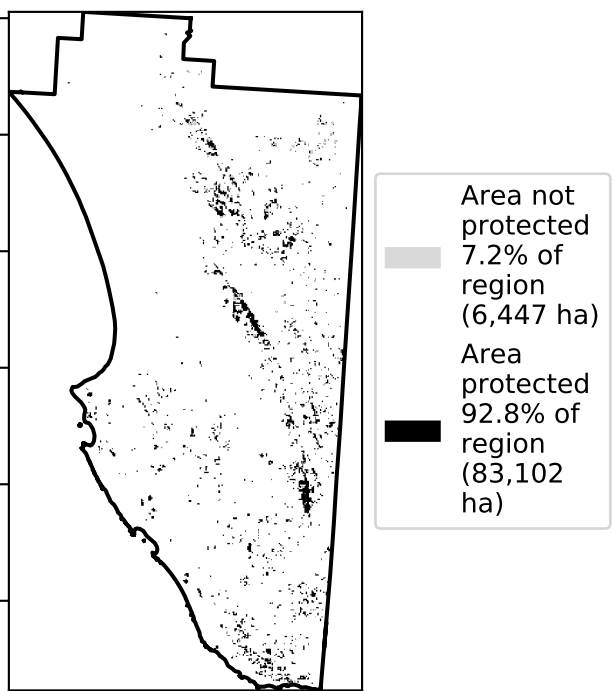 Area not
protected
7.2% of
region
(6,447 ha)
Area
protected
92.8% of
region
(83,102
ha)